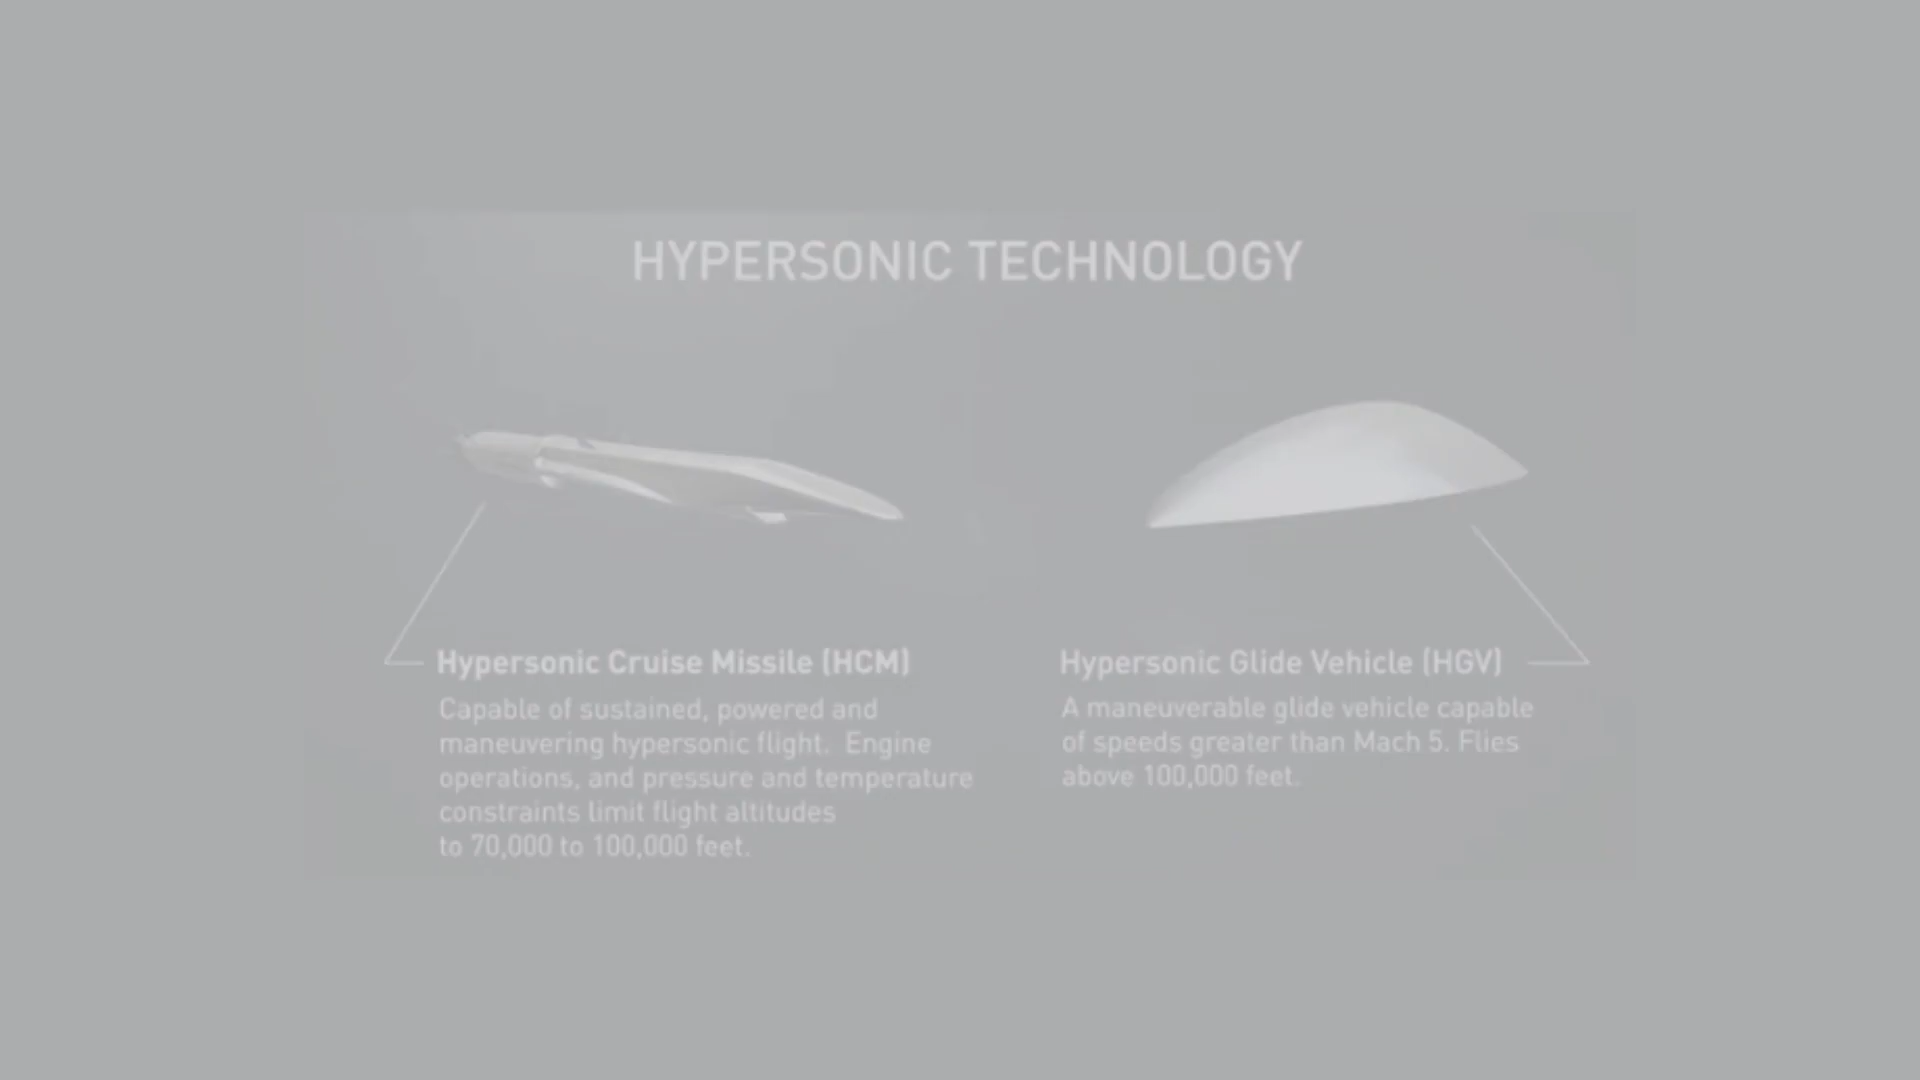 HYPERSONIC TECHNOLOGY
Hypersonic Cruise Missile (HCM)
Capable of sustained, powered and
maneuvering hypersonic flight. Engine
operations, and pressure and temperature
constraints limit flight altitudes
to 70,000 to 100,000 feet.
Hypersonic Glide Vehicle (HGV)
A maneuverable glide vehicle capable
of speeds greater than Mach 5. Flies
above 100,000 feet.